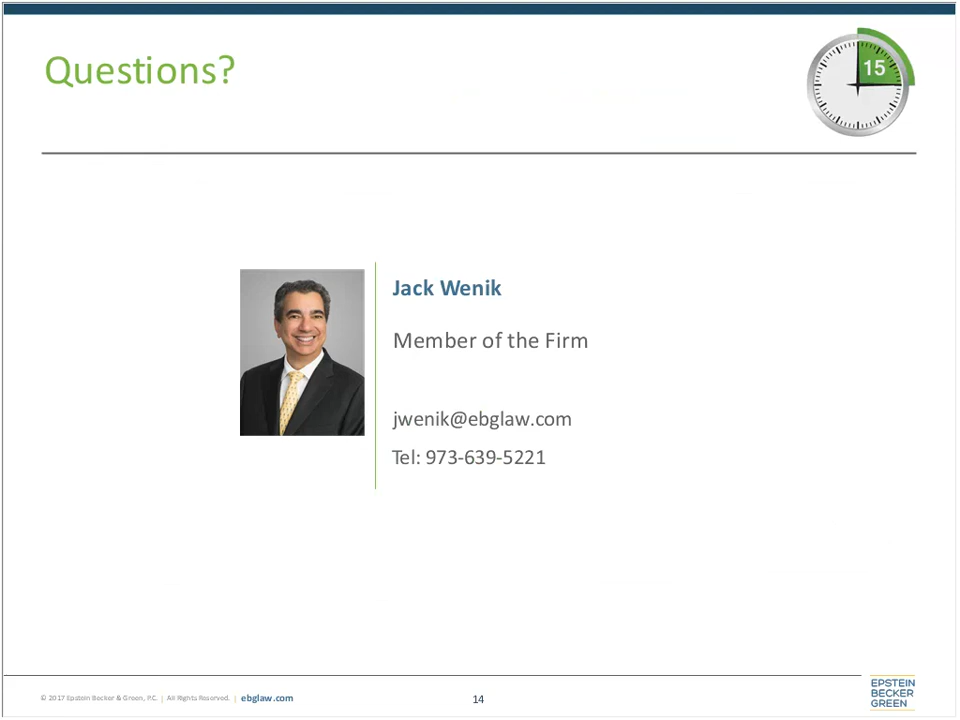 Questions?
15
Jack Wenik
Member of the Firm
jwenik@ebglaw.com
Tel: 973-639-5221
© 2017 Epstein Becker & Green, P.C. | All Rights Reserved. | ebglaw.com
14
EPSTEIN
BECKER
GREEN